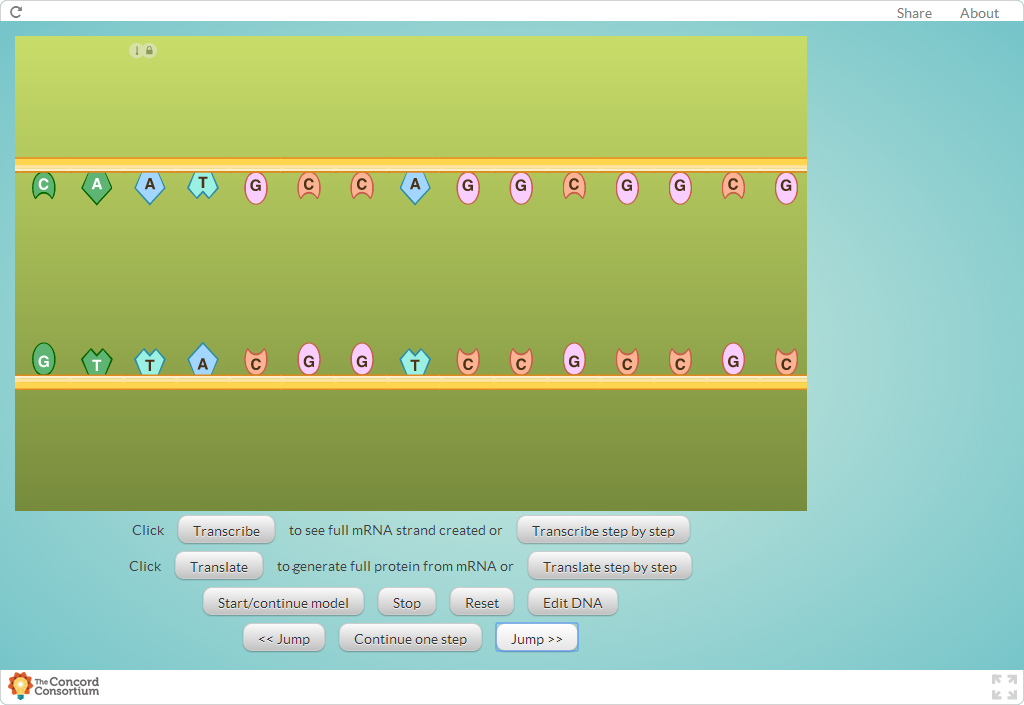 Share About
C A A T G C C A G G C G G C G
G T T A C G G T C C G C C G C
Click Transcribe to see full mRNA strand created or Transcribe step by step
Click Translate to generate full protein from mRNA or Translate step by step
Start/continue model Stop Reset Edit DNA
<< Jump Continue one step Jump >>
The Concord
Consortium